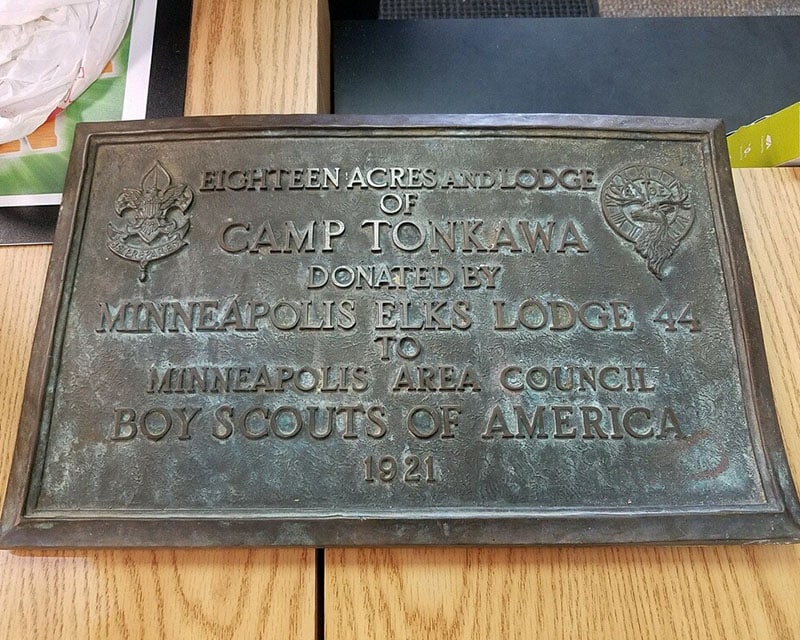 EIGHTEEN ACRES AND LODGE
OF
CAMP TONKAWA
DONATED BY
MINNEAPOLIS ELKS LODGE 44
TO
MINNEAPOLIS AREA COUNCIL
BOY SCOUTS OF AMERICA
1921